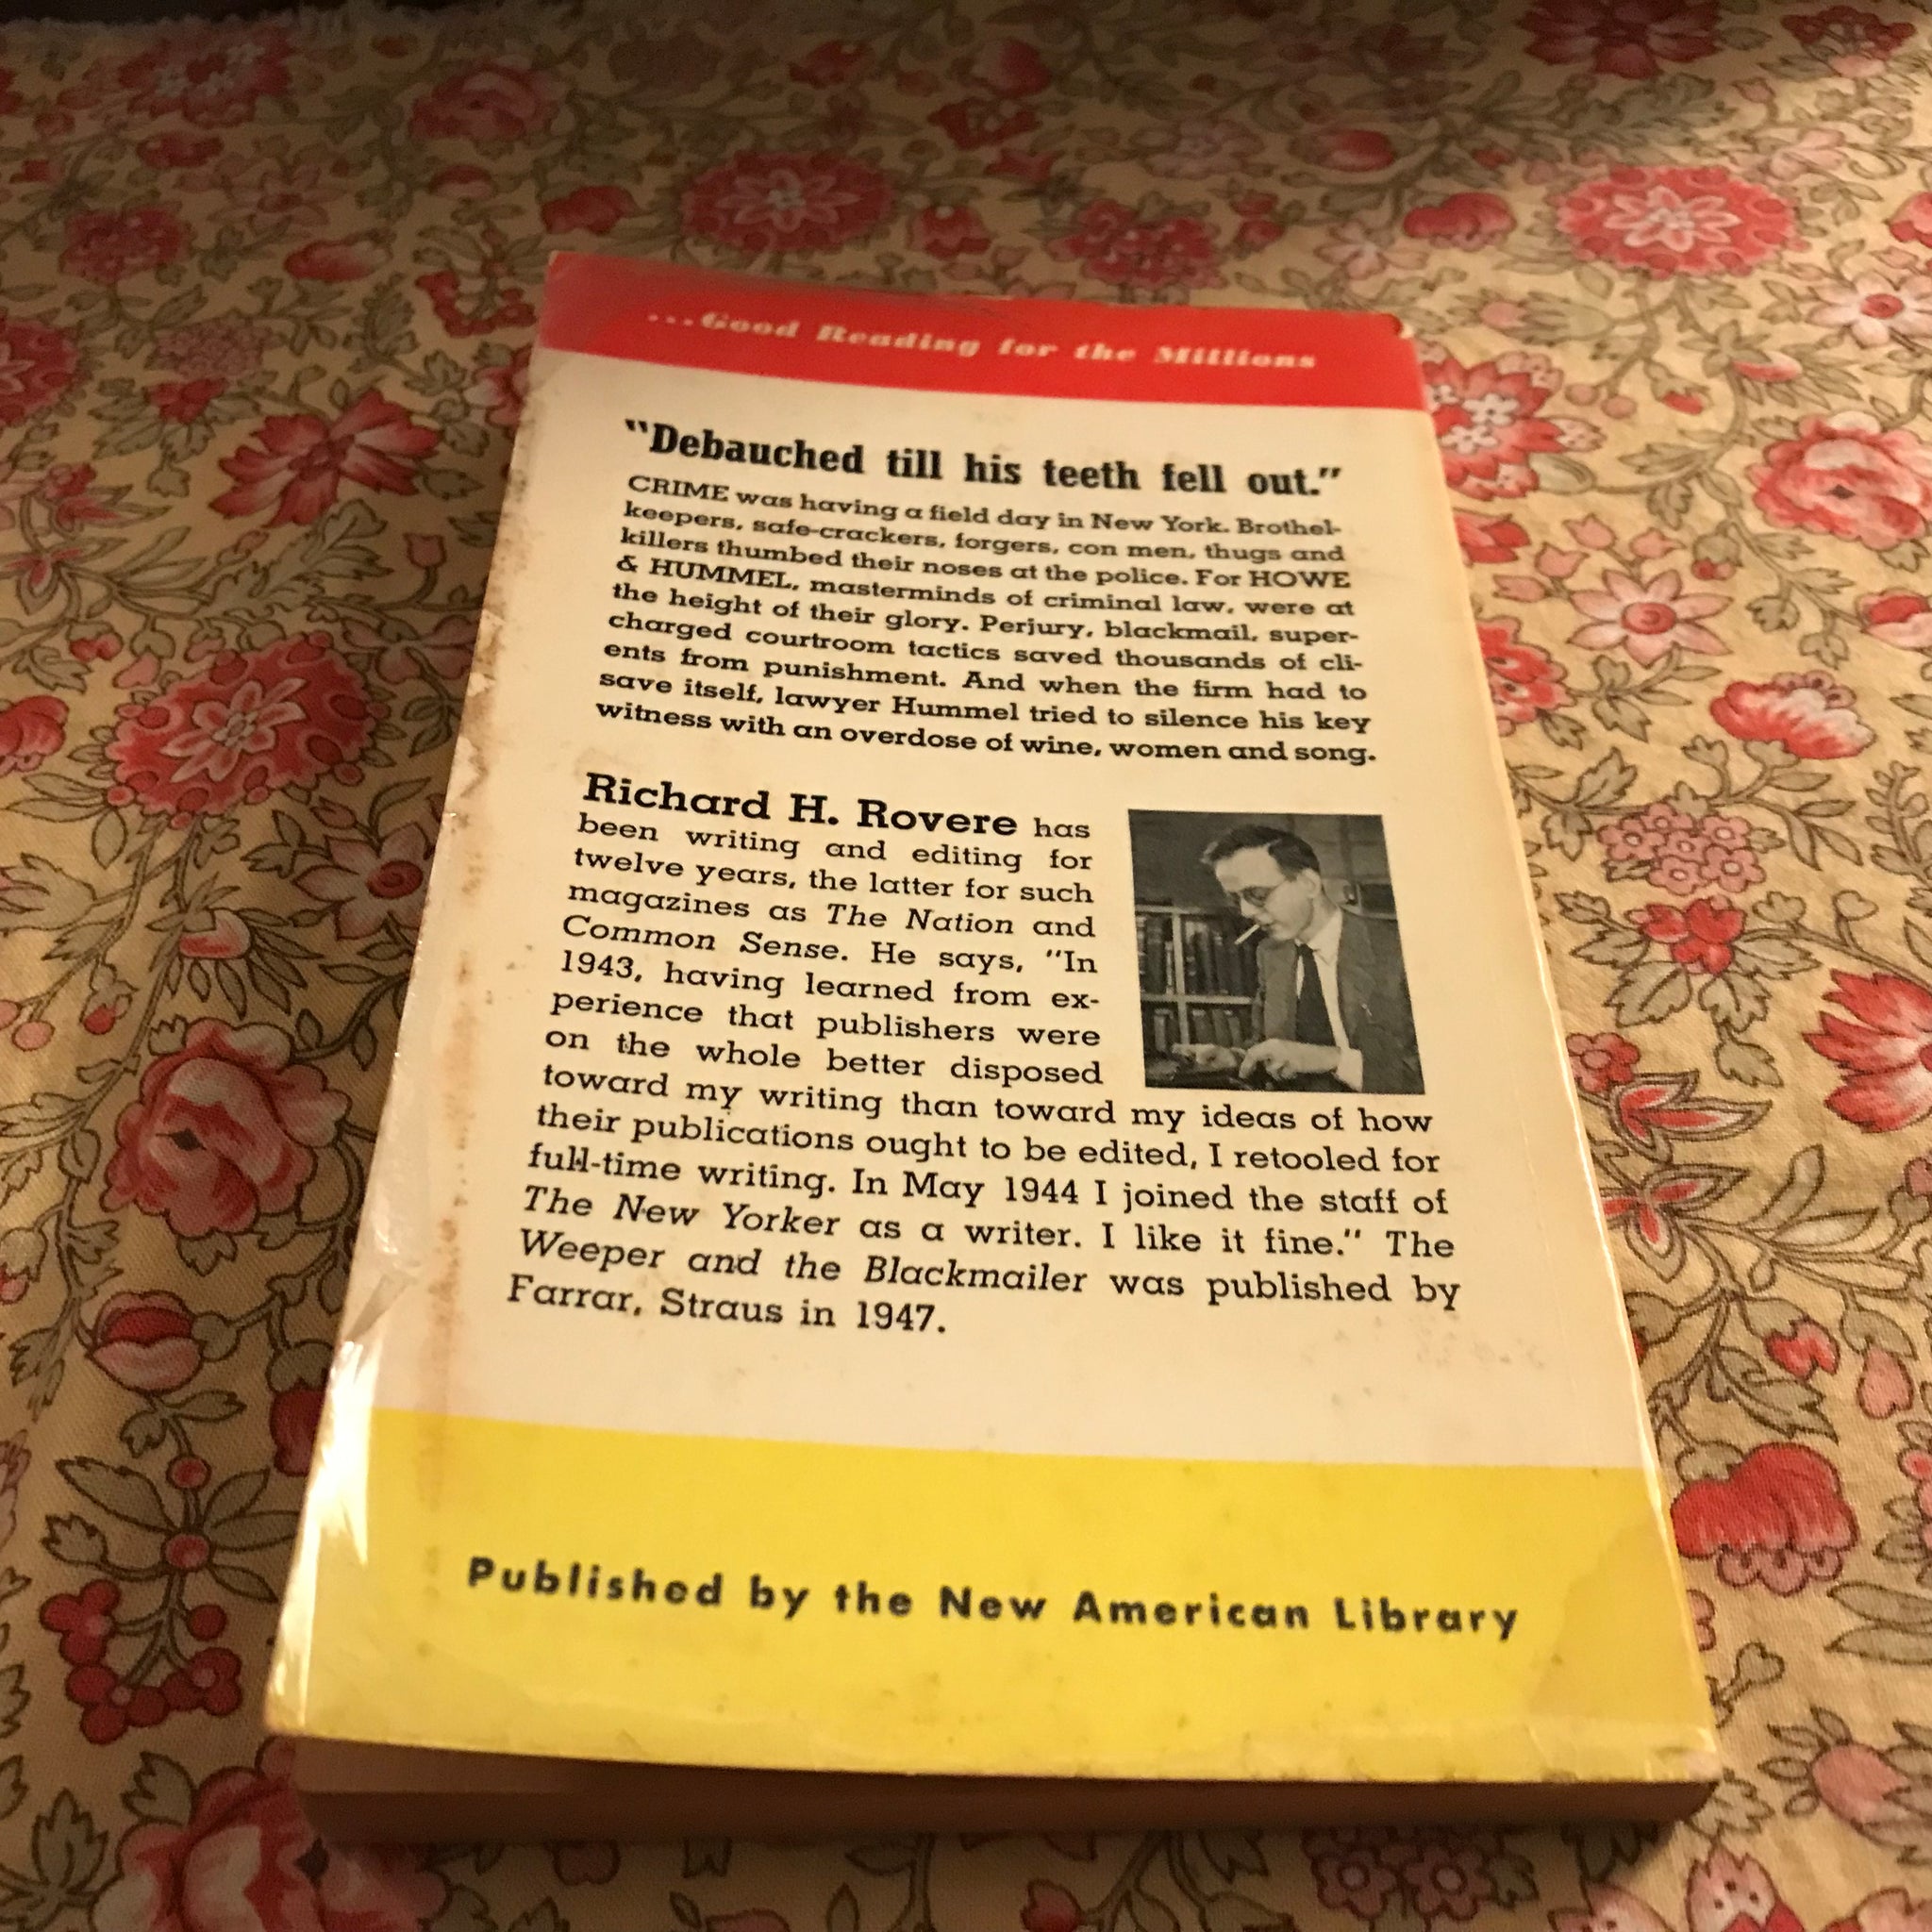 ...Good Reading for the Millions
"Debauched till his teeth fell out."
CRIME was having a field day in New York. Brothel-
keepers, safe-crackers, forgers, con men, thugs and
killers thumbed their noses at the police. For HOWE
& HUMMEL, masterminds of criminal law, were at
the height of their glory. Perjury, blackmail, super-
charged courtroom tactics saved thousands of cli-
ents from punishment. And when the firm had to
save itself, lawyer Hummel tried to silence his key
witness with an overdose of wine, women and song.
Richard H. Rovere has
been writing and editing for
twelve years, the latter for such
magazines as The Nation and
Common Sense. He says, "In
1943, having learned from ex-
perience that publishers were
on the whole better disposed
toward my writing than toward my ideas of how
their publications ought to be edited, I retooled for
full-time writing. In May 1944 I joined the staff of
The New Yorker as a writer. I like it fine." The
Weeper and the Blackmailer was published by
Farrar, Straus in 1947.
Published by the New American Library